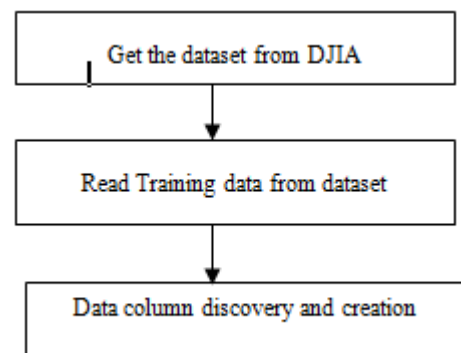 Get the dataset from DJIA
Read Training data from dataset
Data column discovery and creation